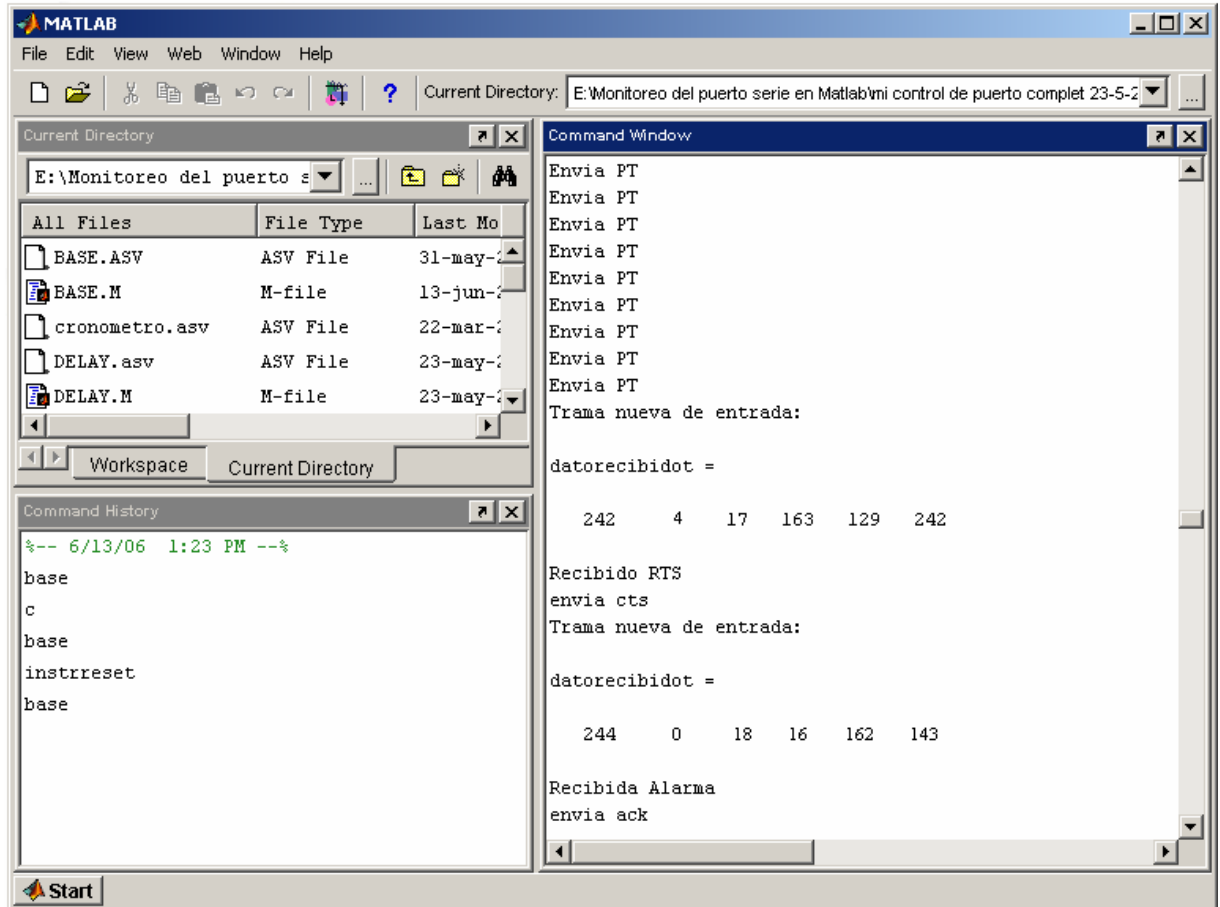 MATLAB
File Edit View Web Window Help
? Current Directory: E:\Monitoreo del puerto serie en Matlab\mi control de puerto complet 23-5-2 ...
Current Directory
E:\Monitoreo del puerto s ...
All Files File Type Last Mo
BASE.ASV ASV File 31-may-2
BASE.M M-file 13-jun-2
cronometro.asv ASV File 22-mar-2
DELAY.asv ASV File 23-may-2
DELAY.M M-file 23-may-2
Workspace Current Directory
Command History
%-- 6/13/06 1:23 PM --%
base
c
base
instrreset
base
Command Window
Envia PT
Envia PT
Envia PT
Envia PT
Envia PT
Envia PT
Envia PT
Envia PT
Envia PT
Trama nueva de entrada:
datorecibidot =
242 4 17 163 129 242
Recibido RTS
envia cts
Trama nueva de entrada:
datorecibidot =
244 0 18 16 162 143
Recibida Alarma
envia ack
Start